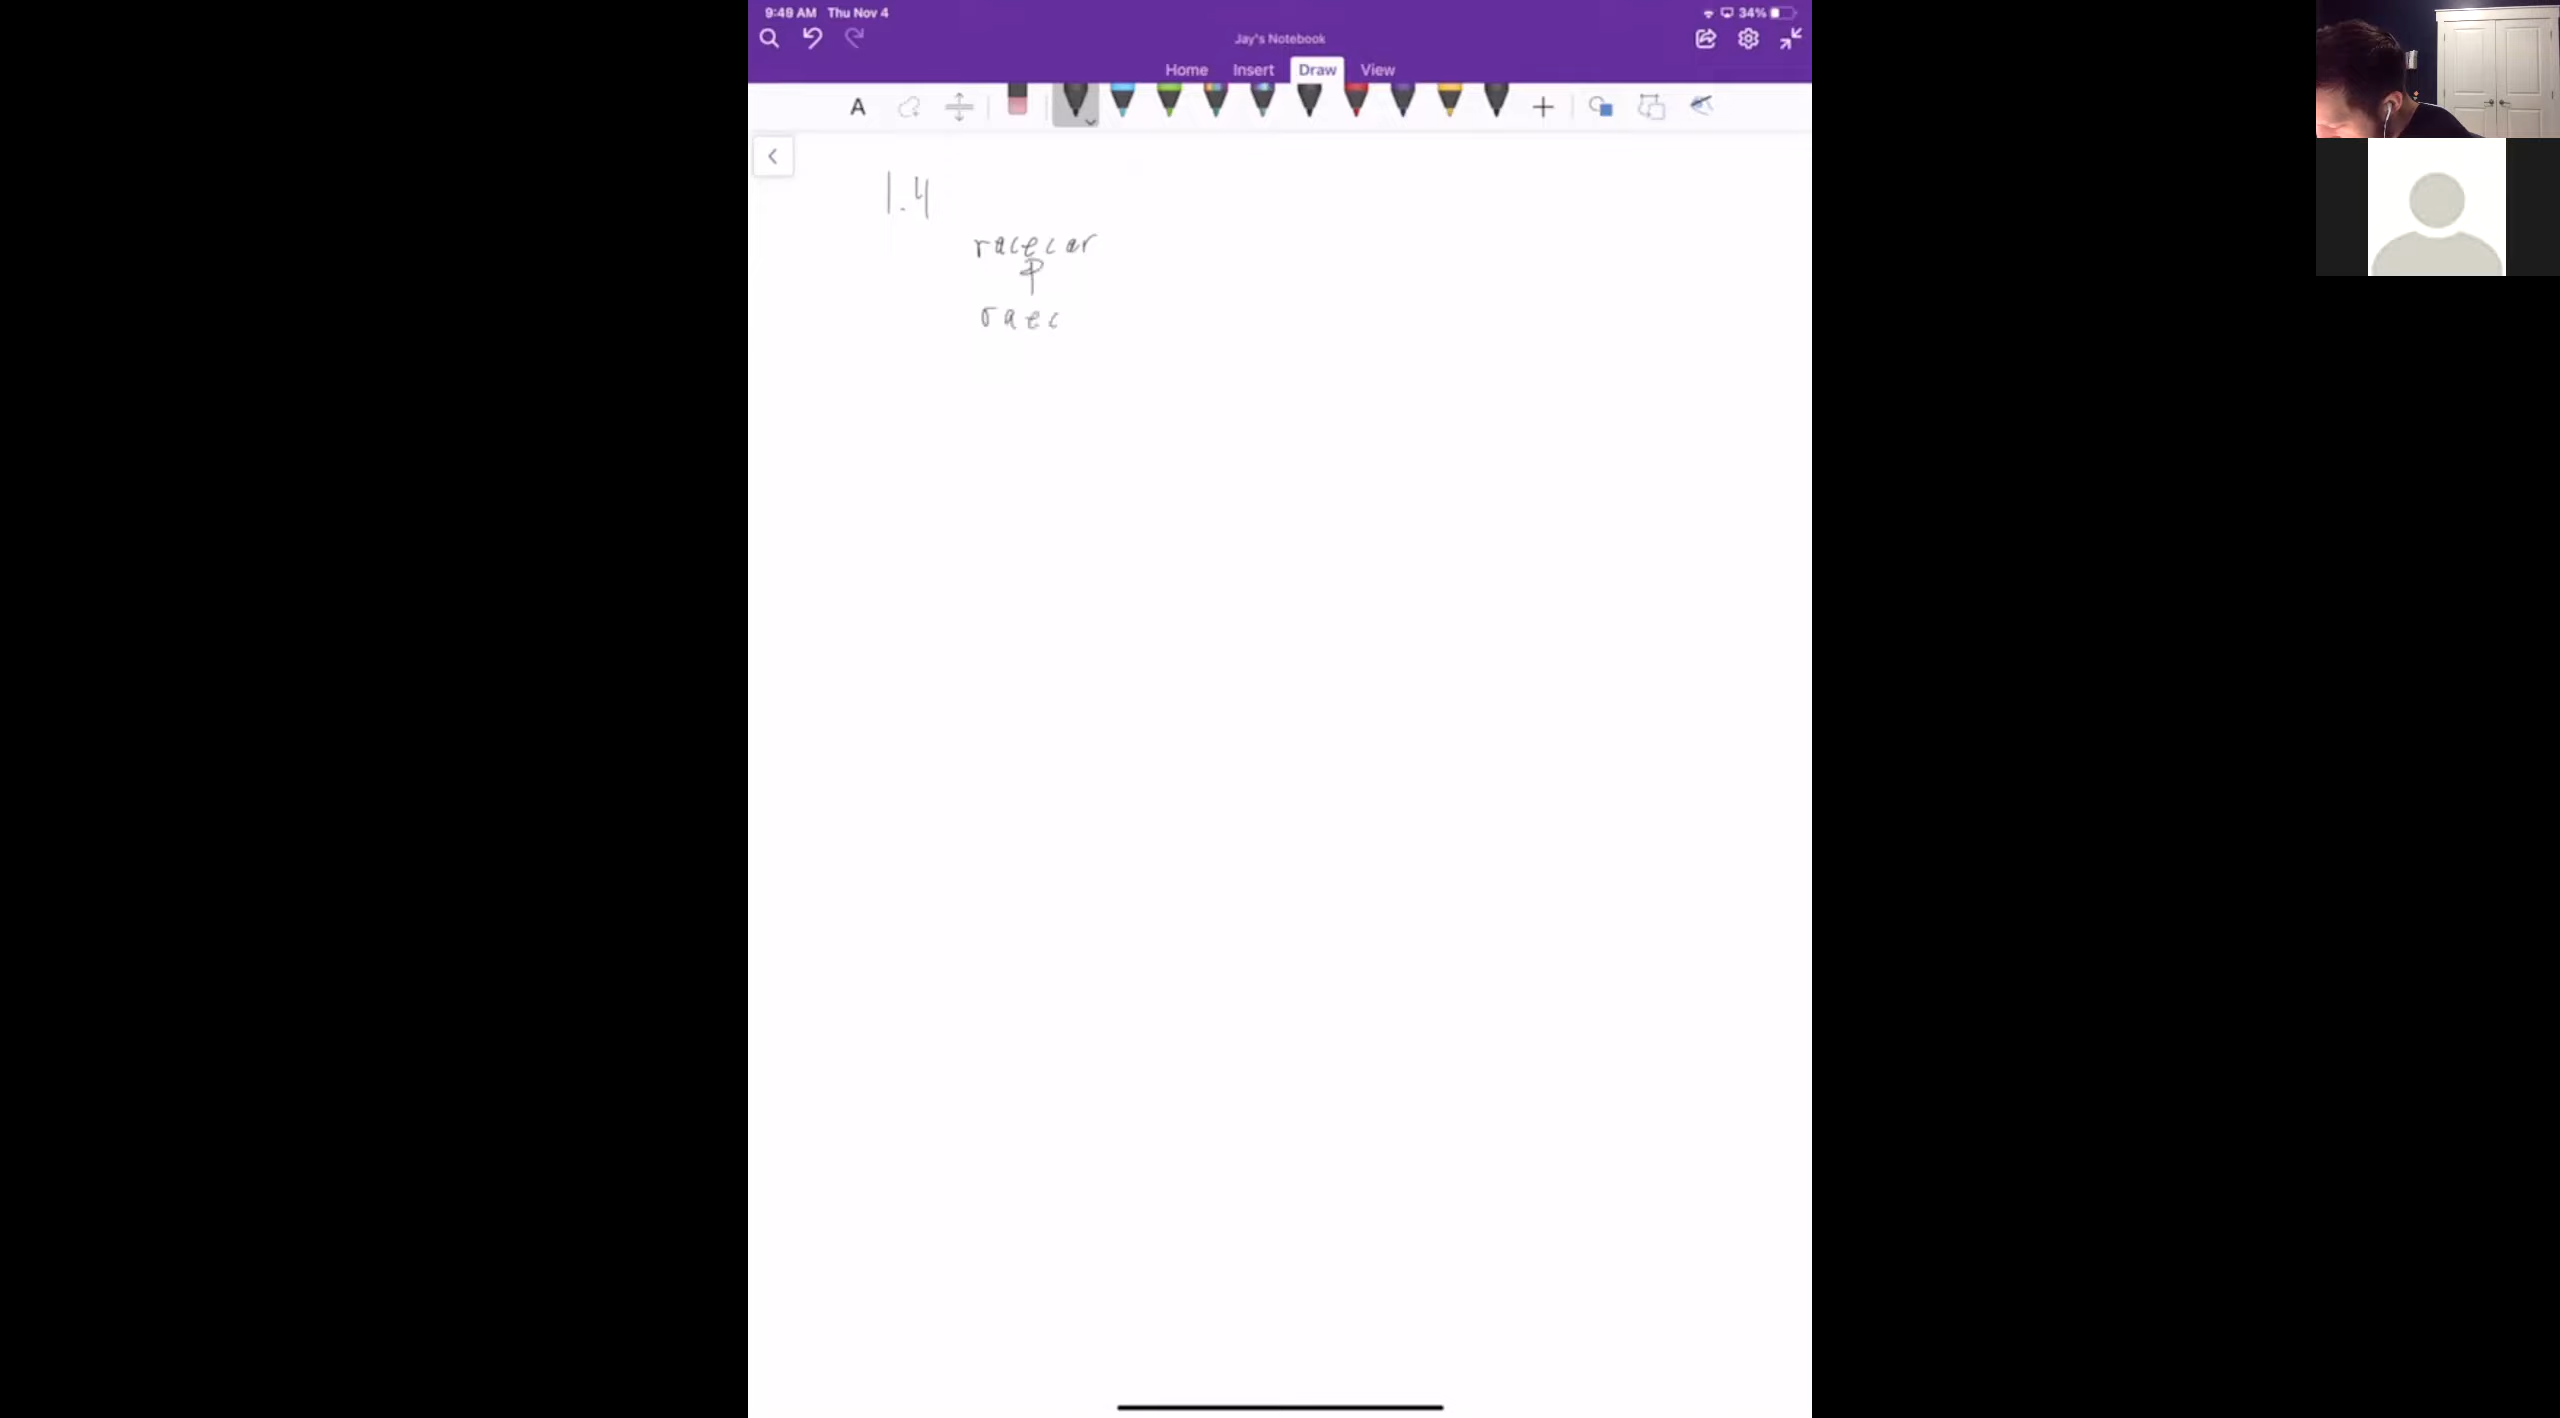 9:49 AM Thu Nov 4
34%
Jay's Notebook
Home Insert Draw View
A
1.4
racecar
raec